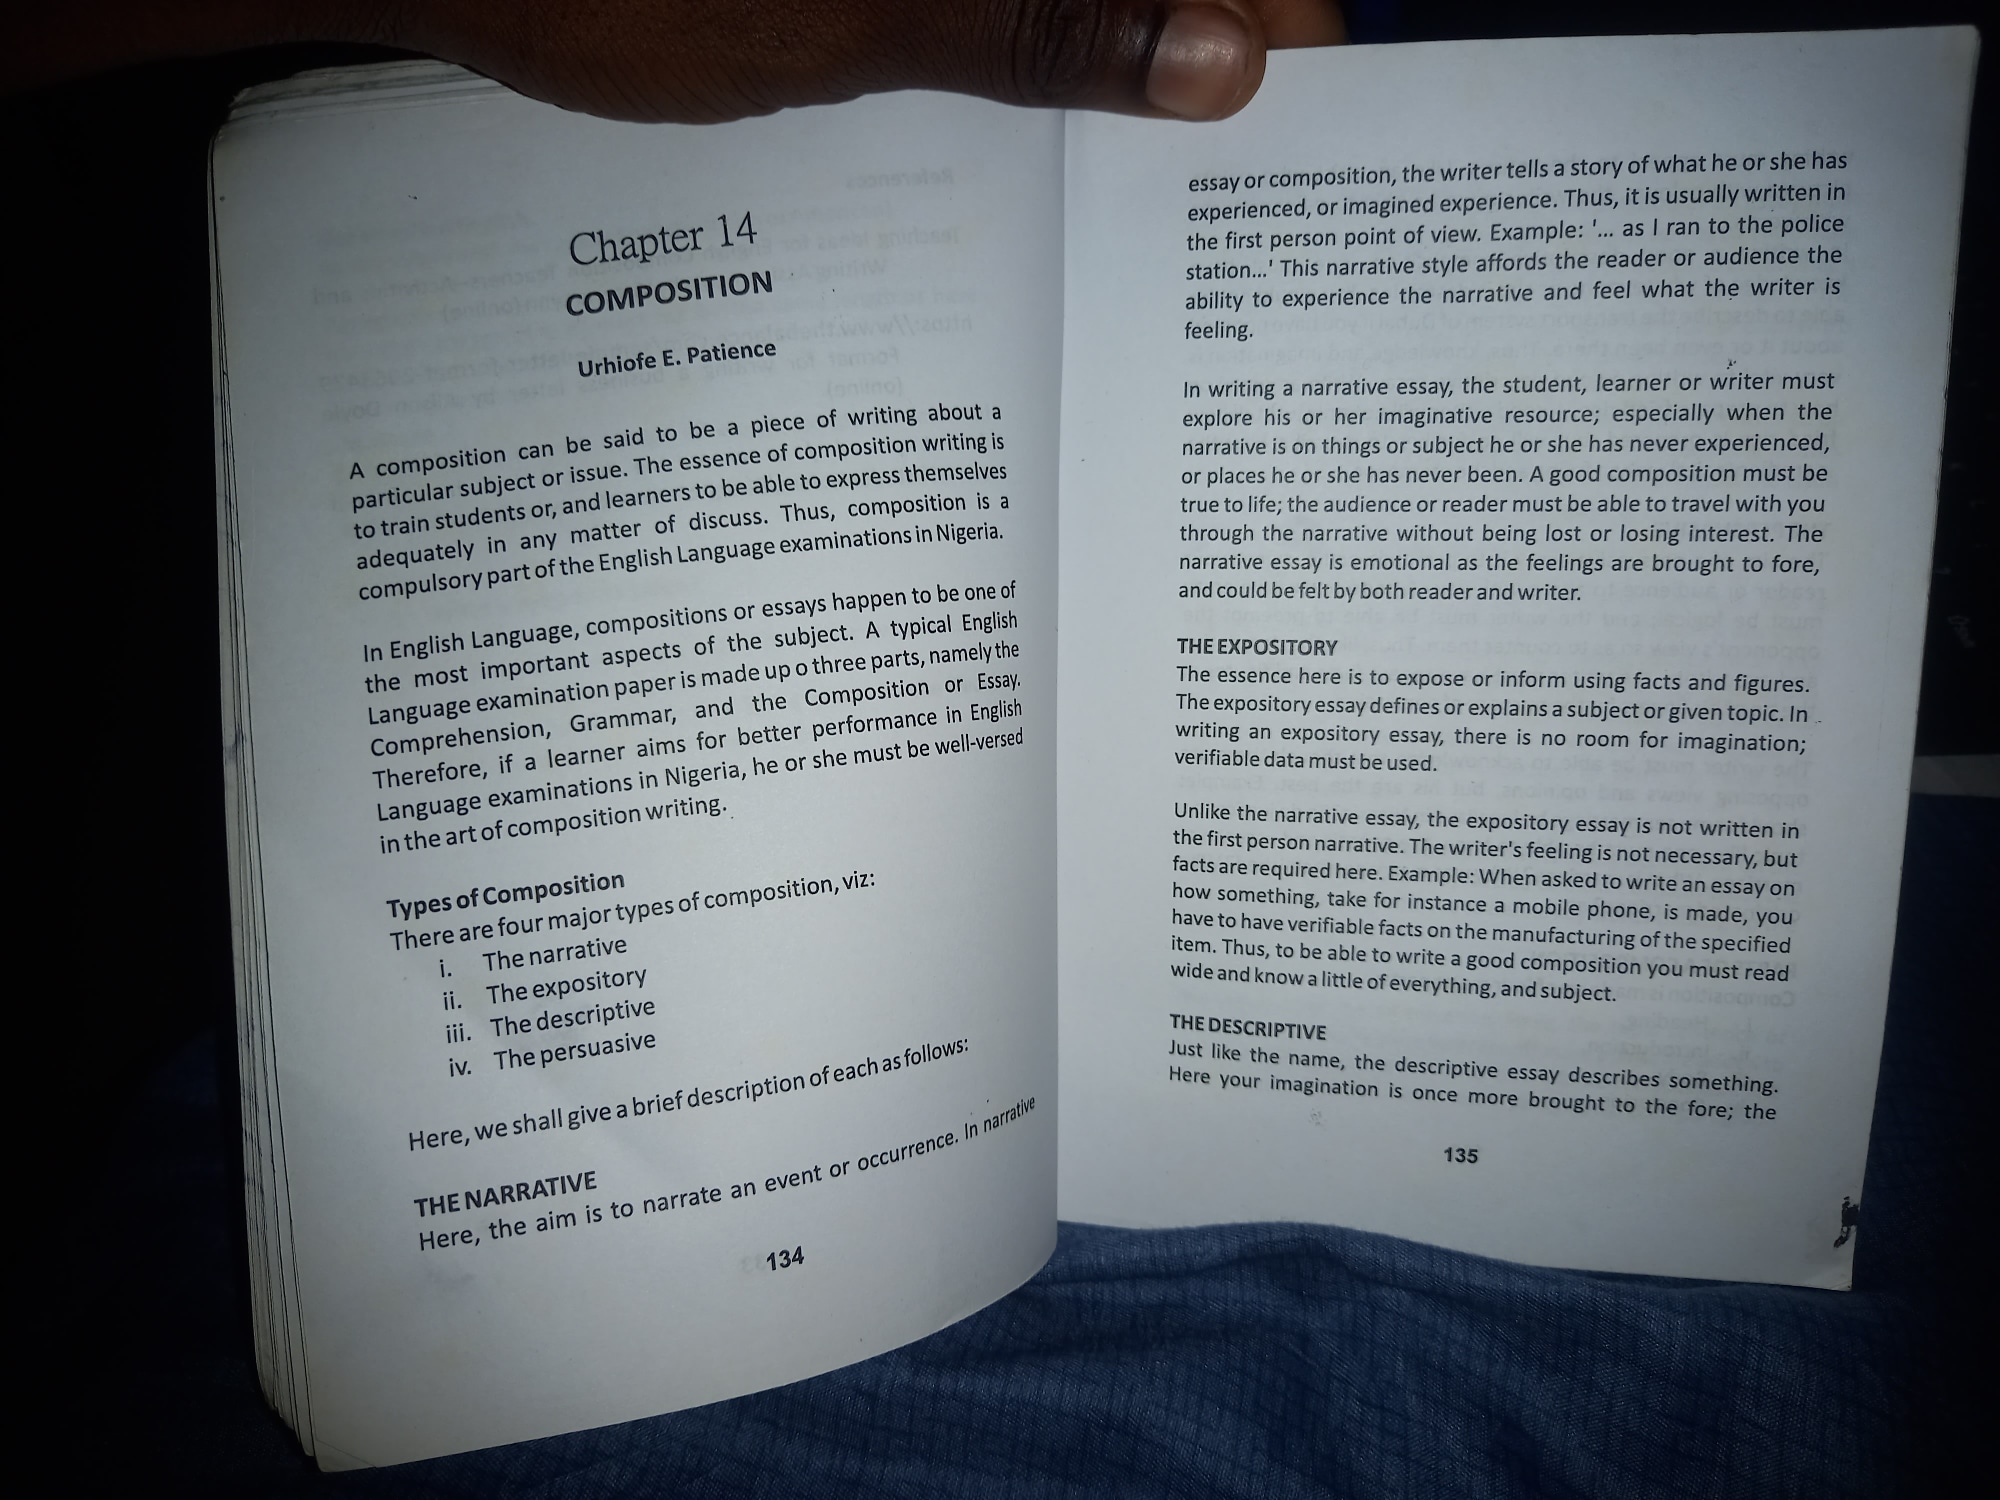 Chapter 14
COMPOSITION
Urhiofe E. Patience
A composition can be said to be a piece of writing about a
particular subject or issue. The essence of composition writing is
to train students or, and learners to be able to express themselves
adequately in any matter of discuss. Thus, composition is a
compulsory part of the English Language examinations in Nigeria.
In English Language, compositions or essays happen to be one of
the most important aspects of the subject. A typical English
Language examination paper is made up o three parts, namely the
Comprehension, Grammar, and the Composition or Essay.
Therefore, if a learner aims for better performance in English
Language examinations in Nigeria, he or she must be well-versed
in the art of composition writing.
Types of Composition
There are four major types of composition, viz:
i. The narrative
ii. The expository
iii. The descriptive
iv. The persuasive
Here, we shall give a brief description of each as follows:
THE NARRATIVE
Here, the aim is to narrate an event or occurrence. In narrative
134
essay or composition, the writer tells a story of what he or she has
experienced, or imagined experience. Thus, it is usually written in
the first person point of view. Example: '... as I ran to the police
station...' This narrative style affords the reader or audience the
ability to experience the narrative and feel what the writer is
feeling.
In writing a narrative essay, the student, learner or writer must
explore his or her imaginative resource; especially when the
narrative is on things or subject he or she has never experienced,
or places he or she has never been. A good composition must be
true to life; the audience or reader must be able to travel with you
through the narrative without being lost or losing interest. The
narrative essay is emotional as the feelings are brought to fore,
and could be felt by both reader and writer.
THE EXPOSITORY
The essence here is to expose or inform using facts and figures.
The expository essay defines or explains a subject or given topic. In
writing an expository essay, there is no room for imagination;
verifiable data must be used.
Unlike the narrative essay, the expository essay is not written in
the first person narrative. The writer's feeling is not necessary, but
facts are required here. Example: When asked to write an essay on
how something, take for instance a mobile phone, is made, you
have to have verifiable facts on the manufacturing of the specified
item. Thus, to be able to write a good composition you must read
wide and know a little of everything, and subject.
THE DESCRIPTIVE
Just like the name, the descriptive essay describes something.
Here your imagination is once more brought to the fore; the
135